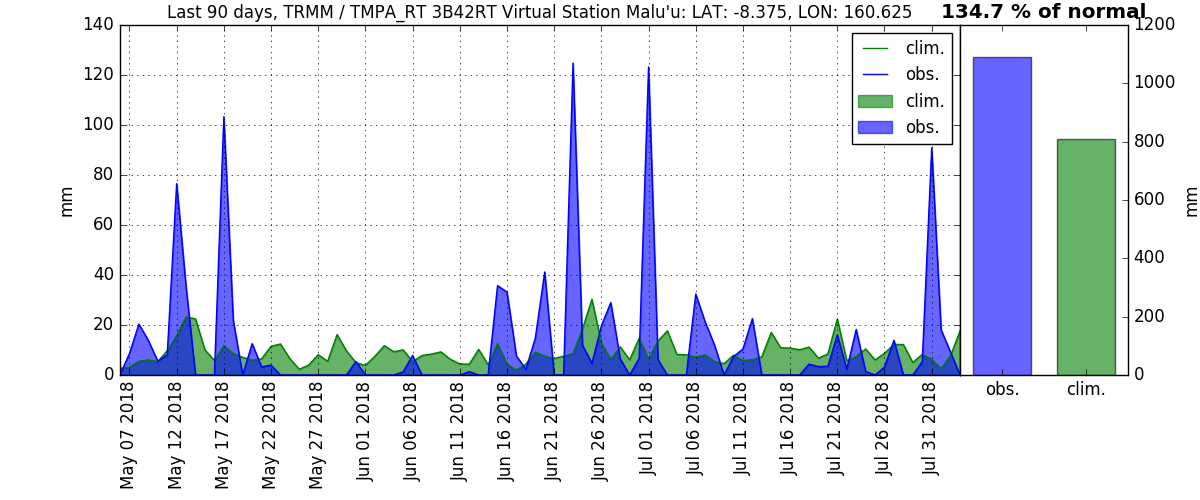 Last 90 days, TRMM / TMPA_RT 3B42RT Virtual Station Malu'u: LAT: -8.375, LON: 160.625
134.7 % of normal
140
120
100
80
60
40
20
0
mm
clim.
obs.
clim.
obs.
May 07 2018
May 12 2018
May 17 2018
May 22 2018
May 27 2018
Jun 01 2018
Jun 06 2018
Jun 11 2018
Jun 16 2018
Jun 21 2018
Jun 26 2018
Jul 01 2018
Jul 06 2018
Jul 11 2018
Jul 16 2018
Jul 21 2018
Jul 26 2018
Jul 31 2018
1200
1000
800
600
400
200
0
mm
obs.
clim.